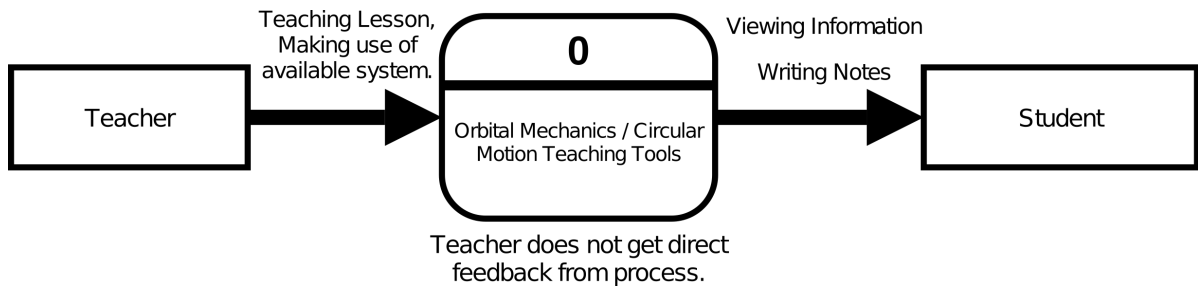 Teaching Lesson,
Making use of
available system.
0
Viewing Information
Writing Notes
Teacher
Orbital Mechanics / Circular
Motion Teaching Tools
Student
Teacher does not get direct
feedback from process.